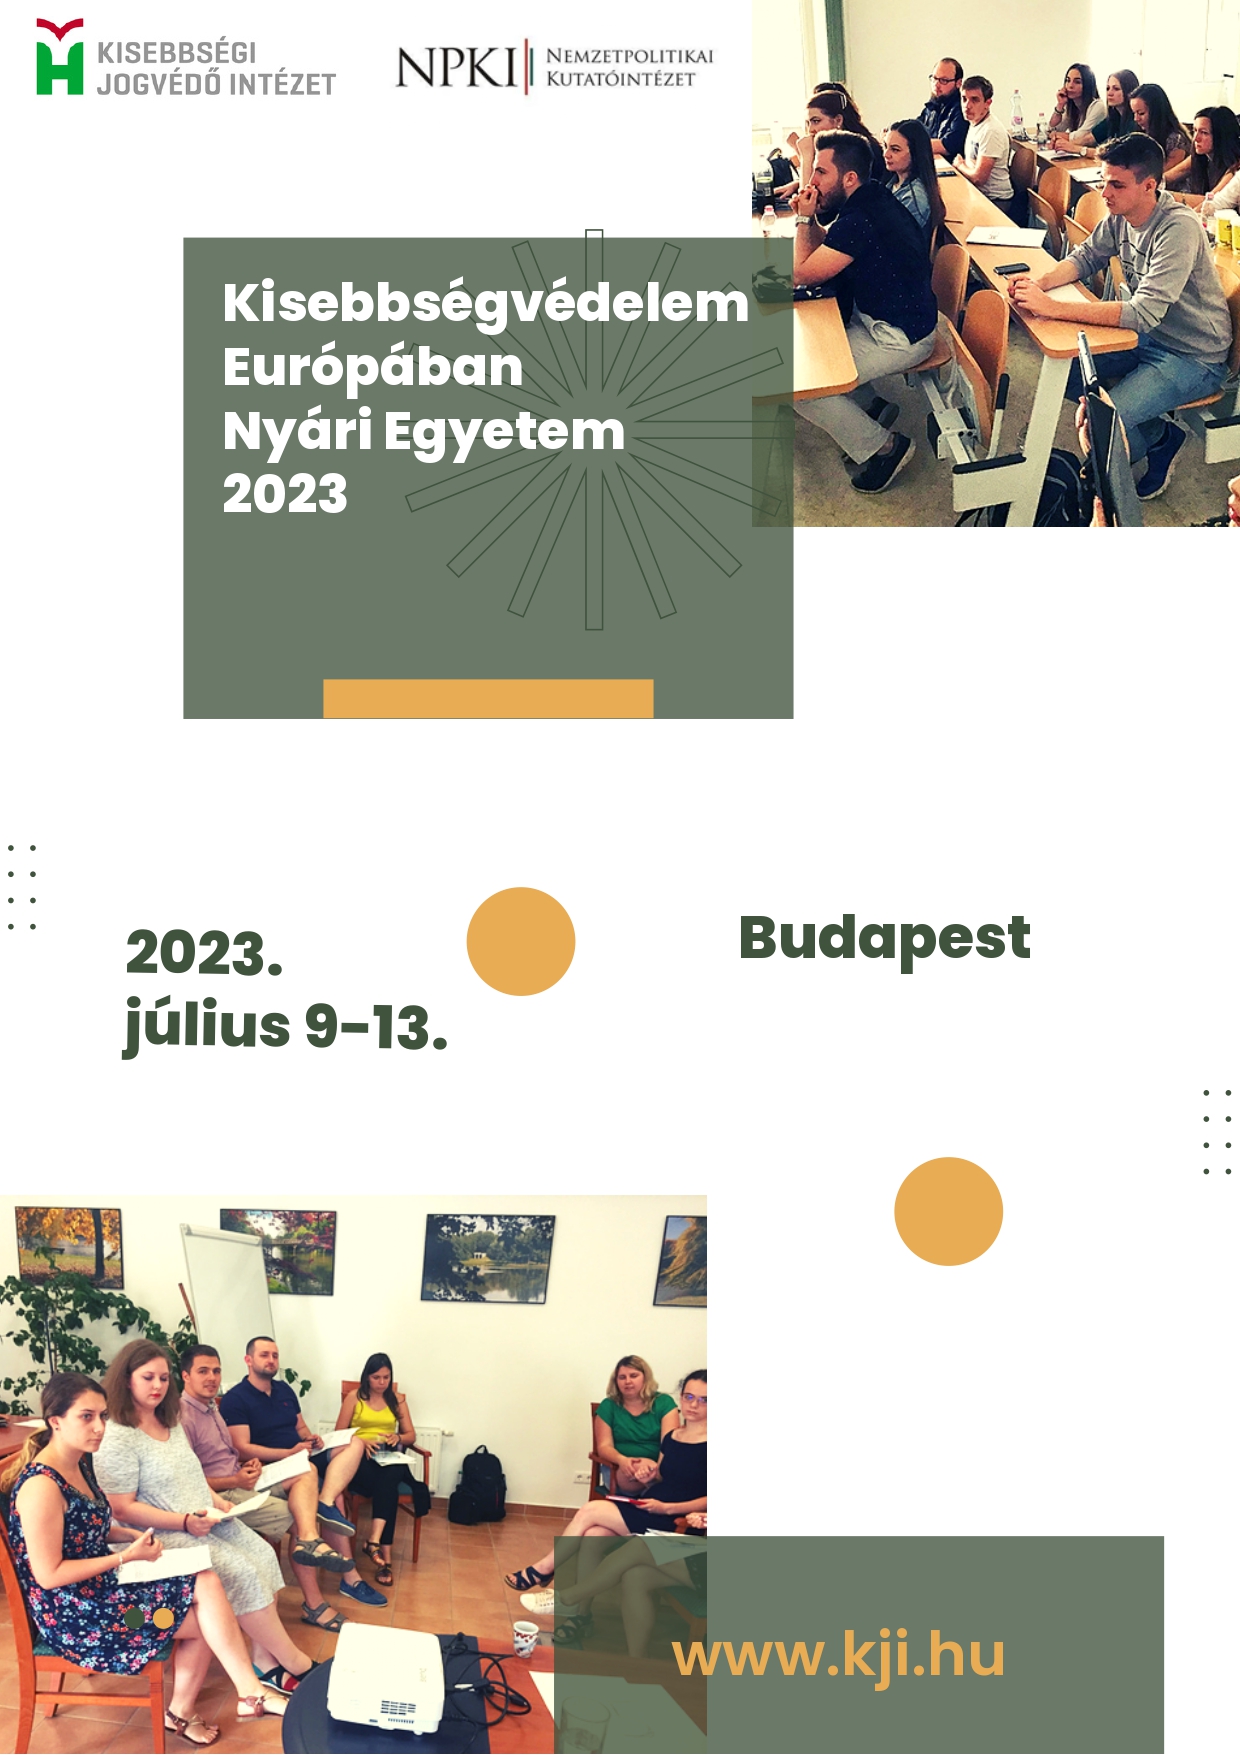 KISEBBSÉGI
JOGVÉDŐ INTÉZET
NPKI
NEMZETPOLITIKAI
KUTATÓINTÉZET
Kisebbségvédelem
Európában
Nyári Egyetem
2023
2023.
július 9-13.
Budapest
www.kji.hu